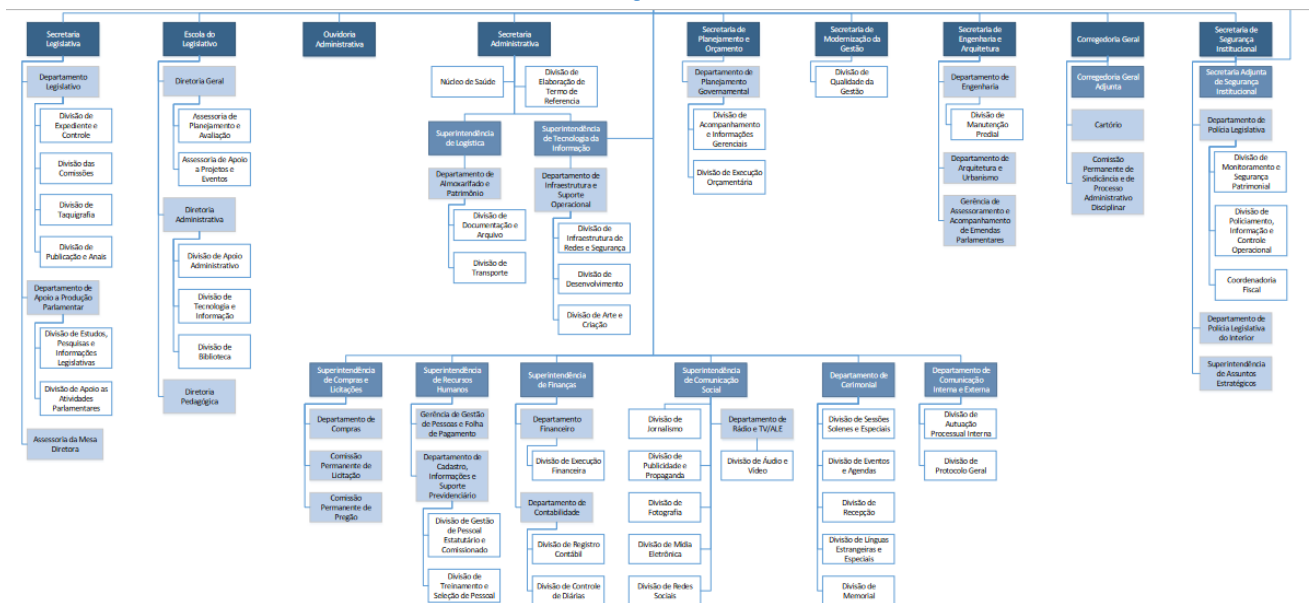 Secretaria
Legislativa
Departamento
Legislativo
Divisão de
Expediente e
Controle
Divisão das
Comissões
Divisão de
Taquigrafia
Divisão de
Publicação e Anais
Departamento de
Apoio a Produção
Parlamentar
Divisão de Estudos,
Pesquisas e
Informações
Legislativas
Divisão de Apoio as
Atividades
Parlamentares
Assessoria da Mesa
Diretora
Escola do
Legislativo
Diretoria Geral
Assessoria de
Planejamento e
Avaliação
Assessoria de Apoio
a Projetos e
Eventos
Diretoria
Administrativa
Divisão de Apoio
Administrativo
Divisão de
Tecnologia e
Informação
Divisão de
Biblioteca
Diretoria
Pedagógica
Ouvidoria
Administrativa
Secretaria
Administrativa
Núcleo de Saúde
Divisão de
Elaboração de
Termo de
Referencia
Superintendência
de Logística
Departamento de
Almoxarifado e
Patrimônio
Divisão de
Documentação e
Arquivo
Divisão de
Transporte
Superintendência
de Tecnologia da
Informação
Departamento de
Infraestrutura e
Suporte
Operacional
Divisão de
Infraestrutura de
Redes e Segurança
Divisão de
Desenvolvimento
Divisão de Arte e
Criação
Secretaria de
Planejamento e
Orçamento
Departamento de
Planejamento
Governamental
Divisão de
Acompanhamento
e Informações
Gerenciais
Divisão de Execução
Orçamentária
Secretaria de
Modernização da
Gestão
Divisão de
Qualidade da
Gestão
Secretaria de
Engenharia e
Arquitetura
Departamento de
Engenharia
Divisão de
Manutenção
Predial
Departamento de
Arquitetura e
Urbanismo
Gerência de
Assessoramento e
Acompanhamento
de Emendas
Parlamentares
Corregedoria Geral
Corregedoria Geral
Adjunta
Cartório
Comissão
Permanente de
Sindicância e de
Processo
Administrativo
Disciplinar
Secretaria de
Segurança
Institucional
Secretaria Adjunta
de Segurança
Institucional
Departamento de
Polícia Legislativa
Divisão de
Monitoramento e
Segurança
Patrimonial
Divisão de
Policiamento,
Informação e
Controle
Operacional
Coordenadoria
Fiscal
Departamento de
Polícia Legislativa
do Interior
Superintendência
de Assuntos
Estratégicos
Superintendência
de Compras e
Licitações
Departamento de
Compras
Comissão
Permanente de
Licitação
Comissão
Permanente de
Pregão
Superintendência
de Recursos
Humanos
Gerência de Gestão
de Pessoas e Folha
de Pagamento
Departamento de
Cadastro,
Informações e
Suporte
Previdenciário
Divisão de Gestão
de Pessoal
Estatutário e
Comissionado
Divisão de
Treinamento e
Seleção de Pessoal
Superintendência
de Finanças
Departamento
Financeiro
Divisão de Execução
Financeira
Departamento de
Contabilidade
Divisão de Registro
Contábil
Divisão de Controle
de Diárias
Superintendência
de Comunicação
Social
Divisão de
Jornalismo
Divisão de
Publicidade e
Propaganda
Divisão de
Fotografia
Divisão de Mídia
Eletrônica
Divisão de Redes
Sociais
Departamento de
Rádio e TV/ALE
Divisão de Áudio e
Vídeo
Departamento de
Cerimonial
Divisão de Sessões
Solenes e Especiais
Divisão de Eventos
e Agendas
Divisão de
Recepção
Divisão de Línguas
Estrangeiras e
Especiais
Divisão de
Memorial
Departamento de
Comunicação
Interna e Externa
Divisão de
Autuação
Processual Interna
Divisão de
Protocolo Geral